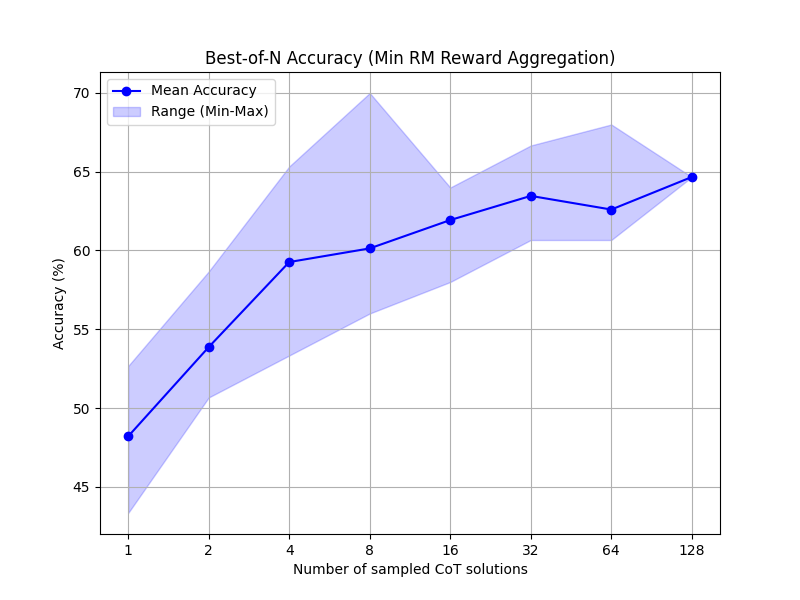 Best-of-N Accuracy (Min RM Reward Aggregation)
Mean Accuracy
Range (Min-Max)
Accuracy (%)
70
65
60
55
50
45
1 2 4 8 16 32 64 128
Number of sampled CoT solutions